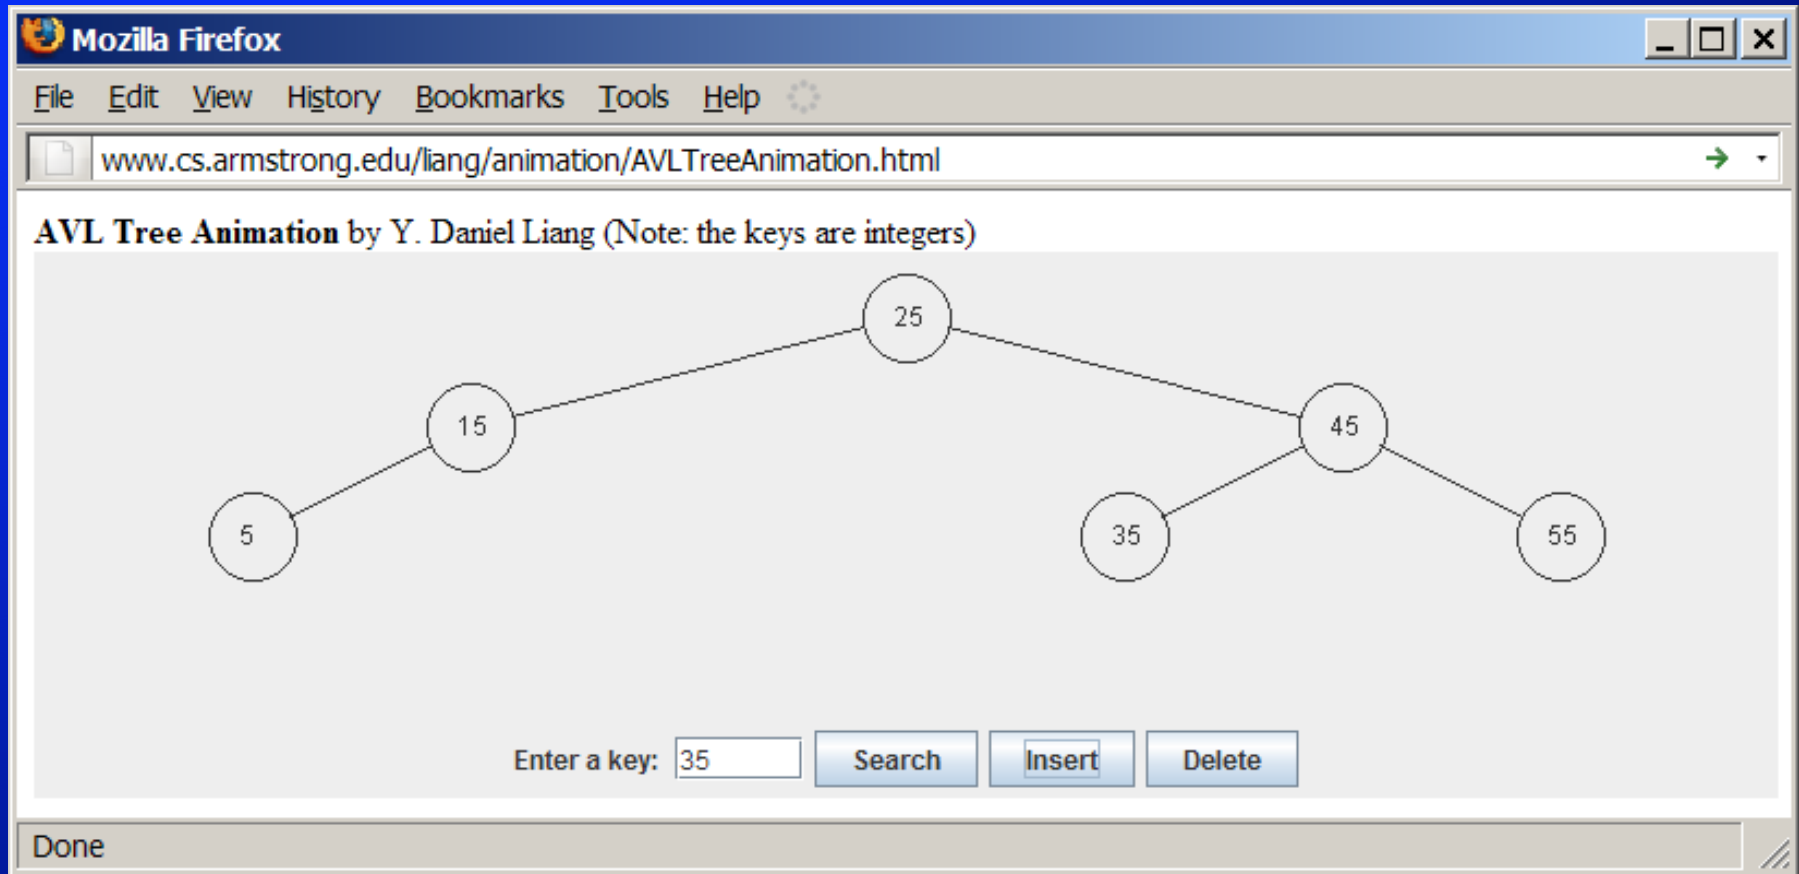 Mozilla Firefox
File Edit View History Bookmarks Tools Help
www.cs.armstrong.edu/liang/animation/AVLTreeAnimation.html
AVL Tree Animation by Y. Daniel Liang (Note: the keys are integers)
25
15 45
5 35 55
Enter a key: 35 Search Insert Delete
Done